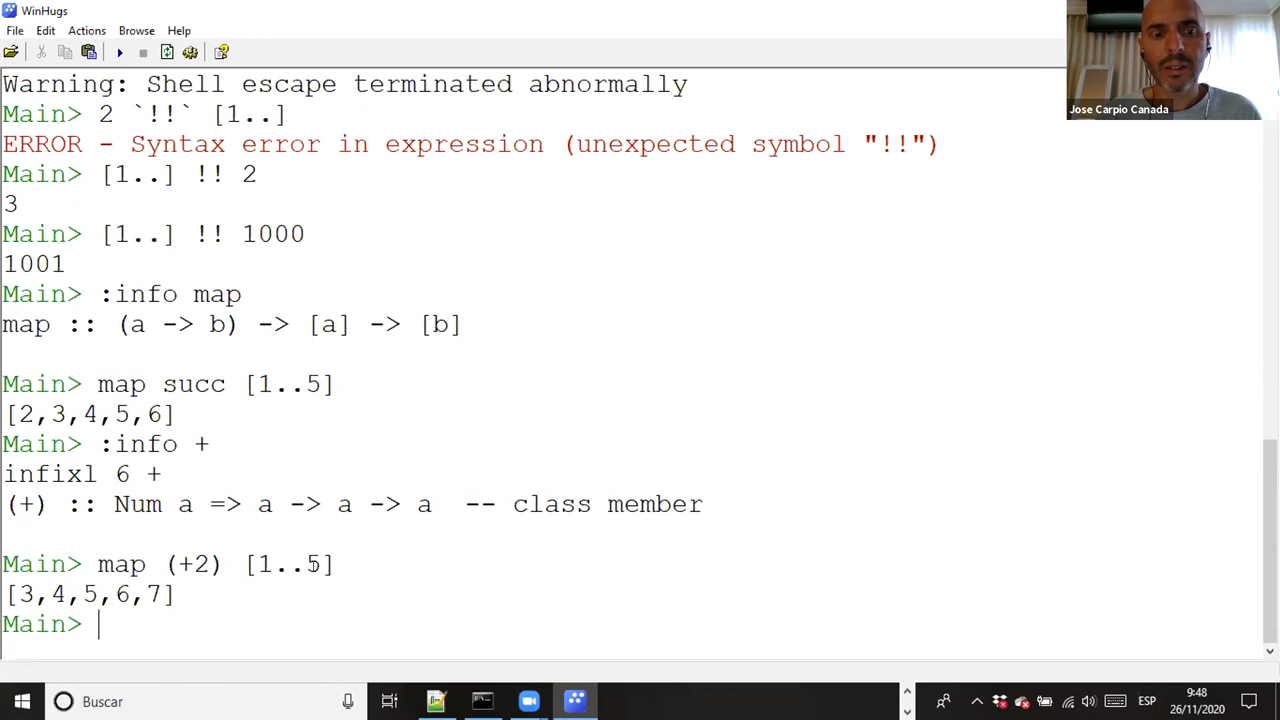 WinHugs
File Edit Actions Browse Help
Warning: Shell escape terminated abnormally
Main> 2 `!!` [1..]
ERROR - Syntax error in expression (unexpected symbol "!!")
Main> [1..] !! 2
3
Main> [1..] !! 1000
1001
Main> :info map
map :: (a -> b) -> [a] -> [b]
Main> map succ [1..5]
[2,3,4,5,6]
Main> :info +
infixl 6 +
(+) :: Num a => a -> a -> a  -- class member
Main> map (+2) [1..5]
[3,4,5,6,7]
Main>
Jose Carpio Canada
Buscar
ESP
9:48
26/11/2020